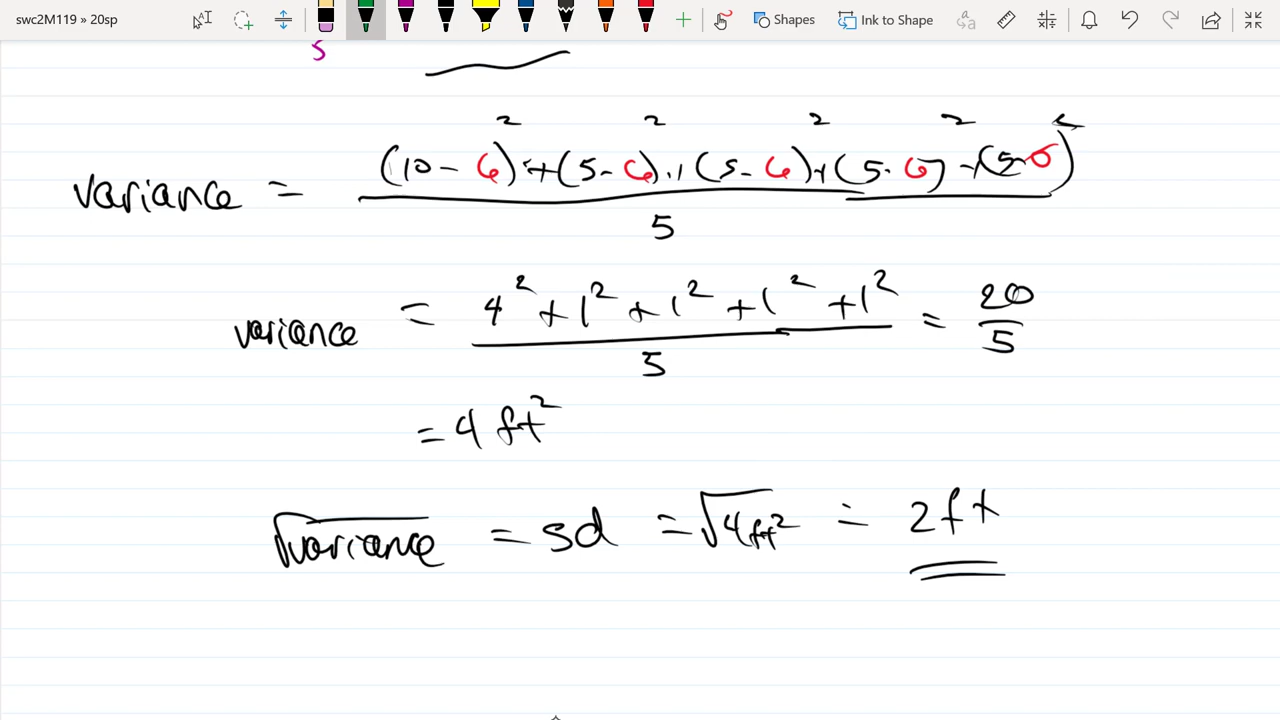 swc2M119 » 20sp Shapes Ink to Shape
5
variance = (10 - 6)² + (5 - 6)² + (5 - 6)² + (5 - 6)² + (5 - 6)² / 5
variance = 4² + 1² + 1² + 1² + 1² / 5 = 20 / 5
= 4 ft²
√variance = sd = √4ft² = 2ft